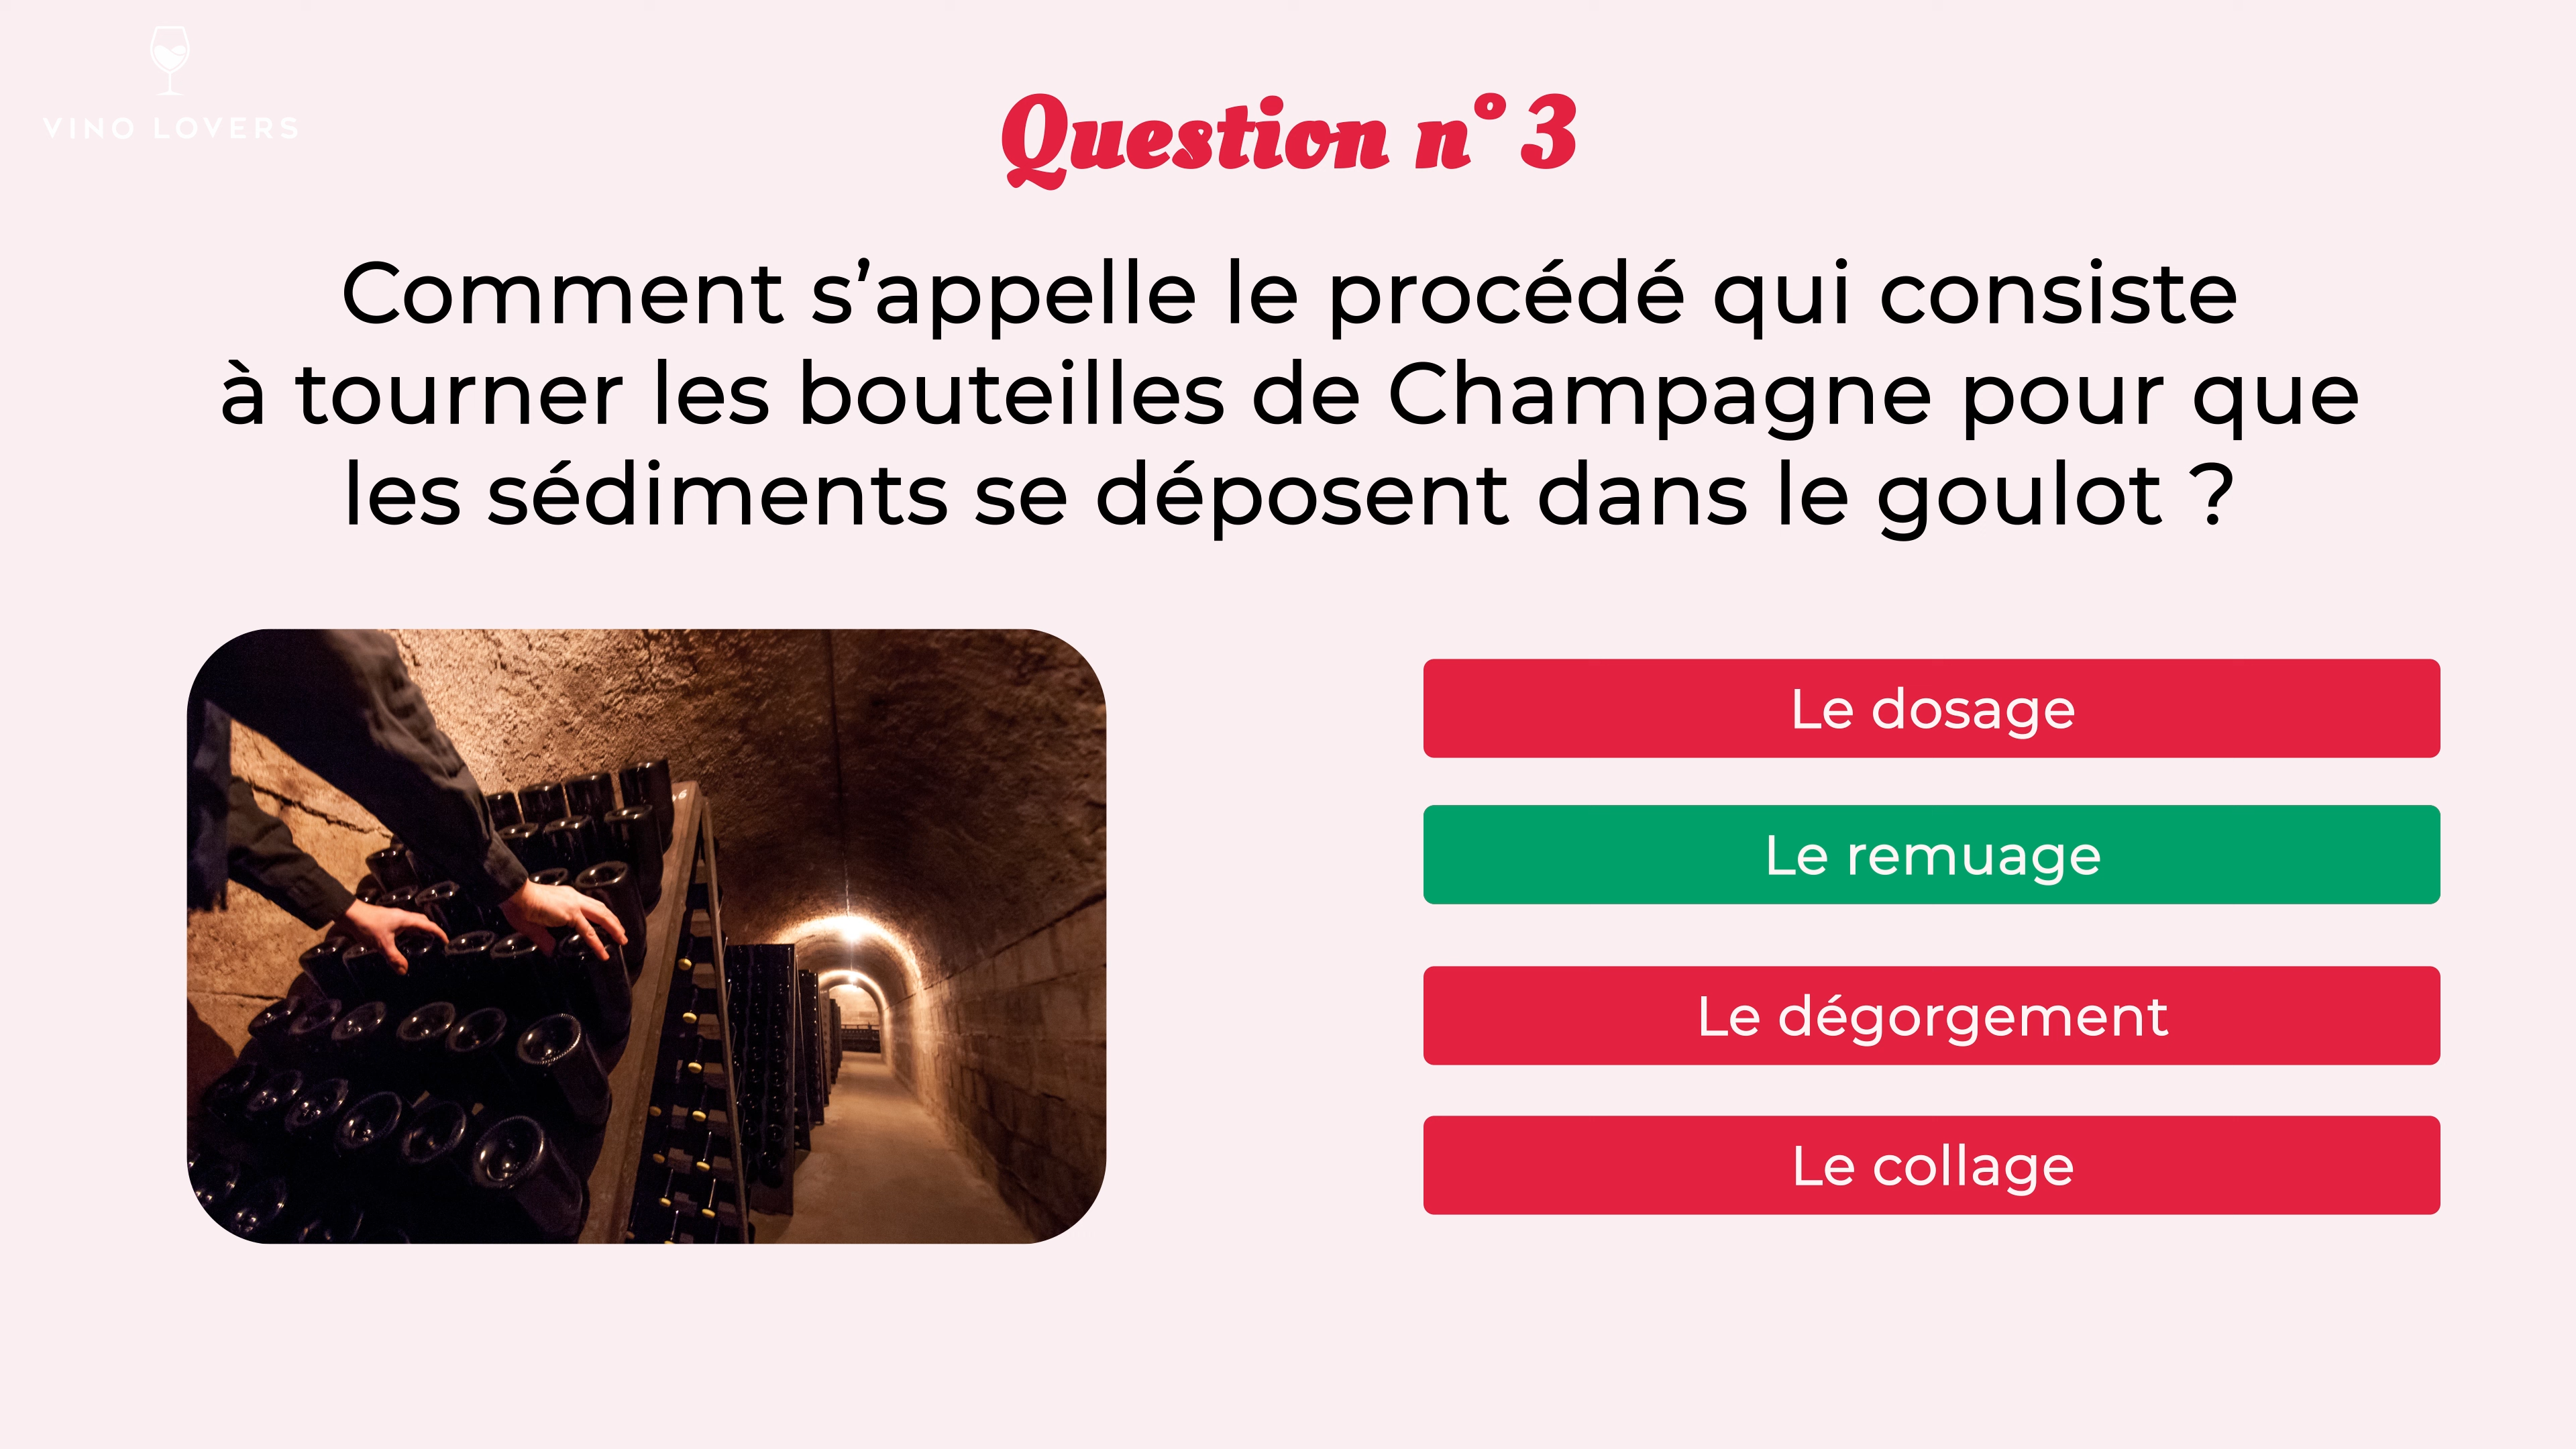 VINO LOVERS
Question n° 3
Comment s’appelle le procédé qui consiste
à tourner les bouteilles de Champagne pour que
les sédiments se déposent dans le goulot ?
Le dosage
Le remuage
Le dégorgement
Le collage